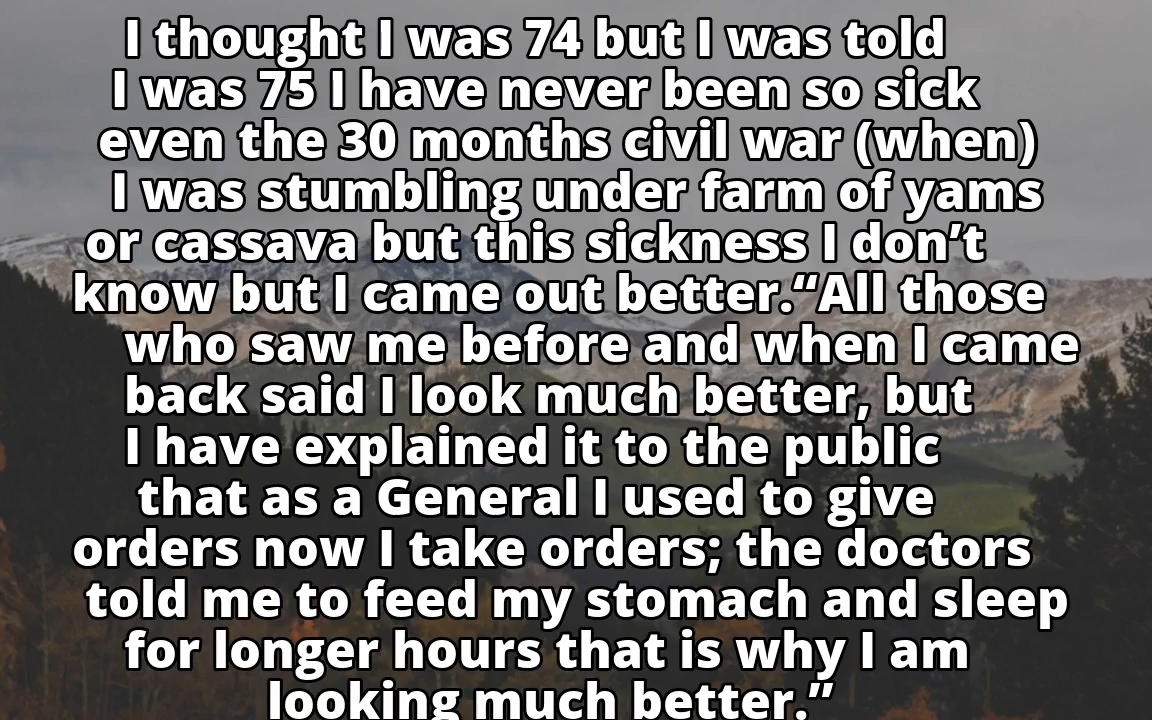 I thought I was 74 but I was told
I was 75 I have never been so sick
even the 30 months civil war (when)
I was stumbling under farm of yams
or cassava but this sickness I don’t
know but I came out better.“All those
who saw me before and when I came
back said I look much better, but
I have explained it to the public
that as a General I used to give
orders now I take orders; the doctors
told me to feed my stomach and sleep
for longer hours that is why I am
looking much better.”